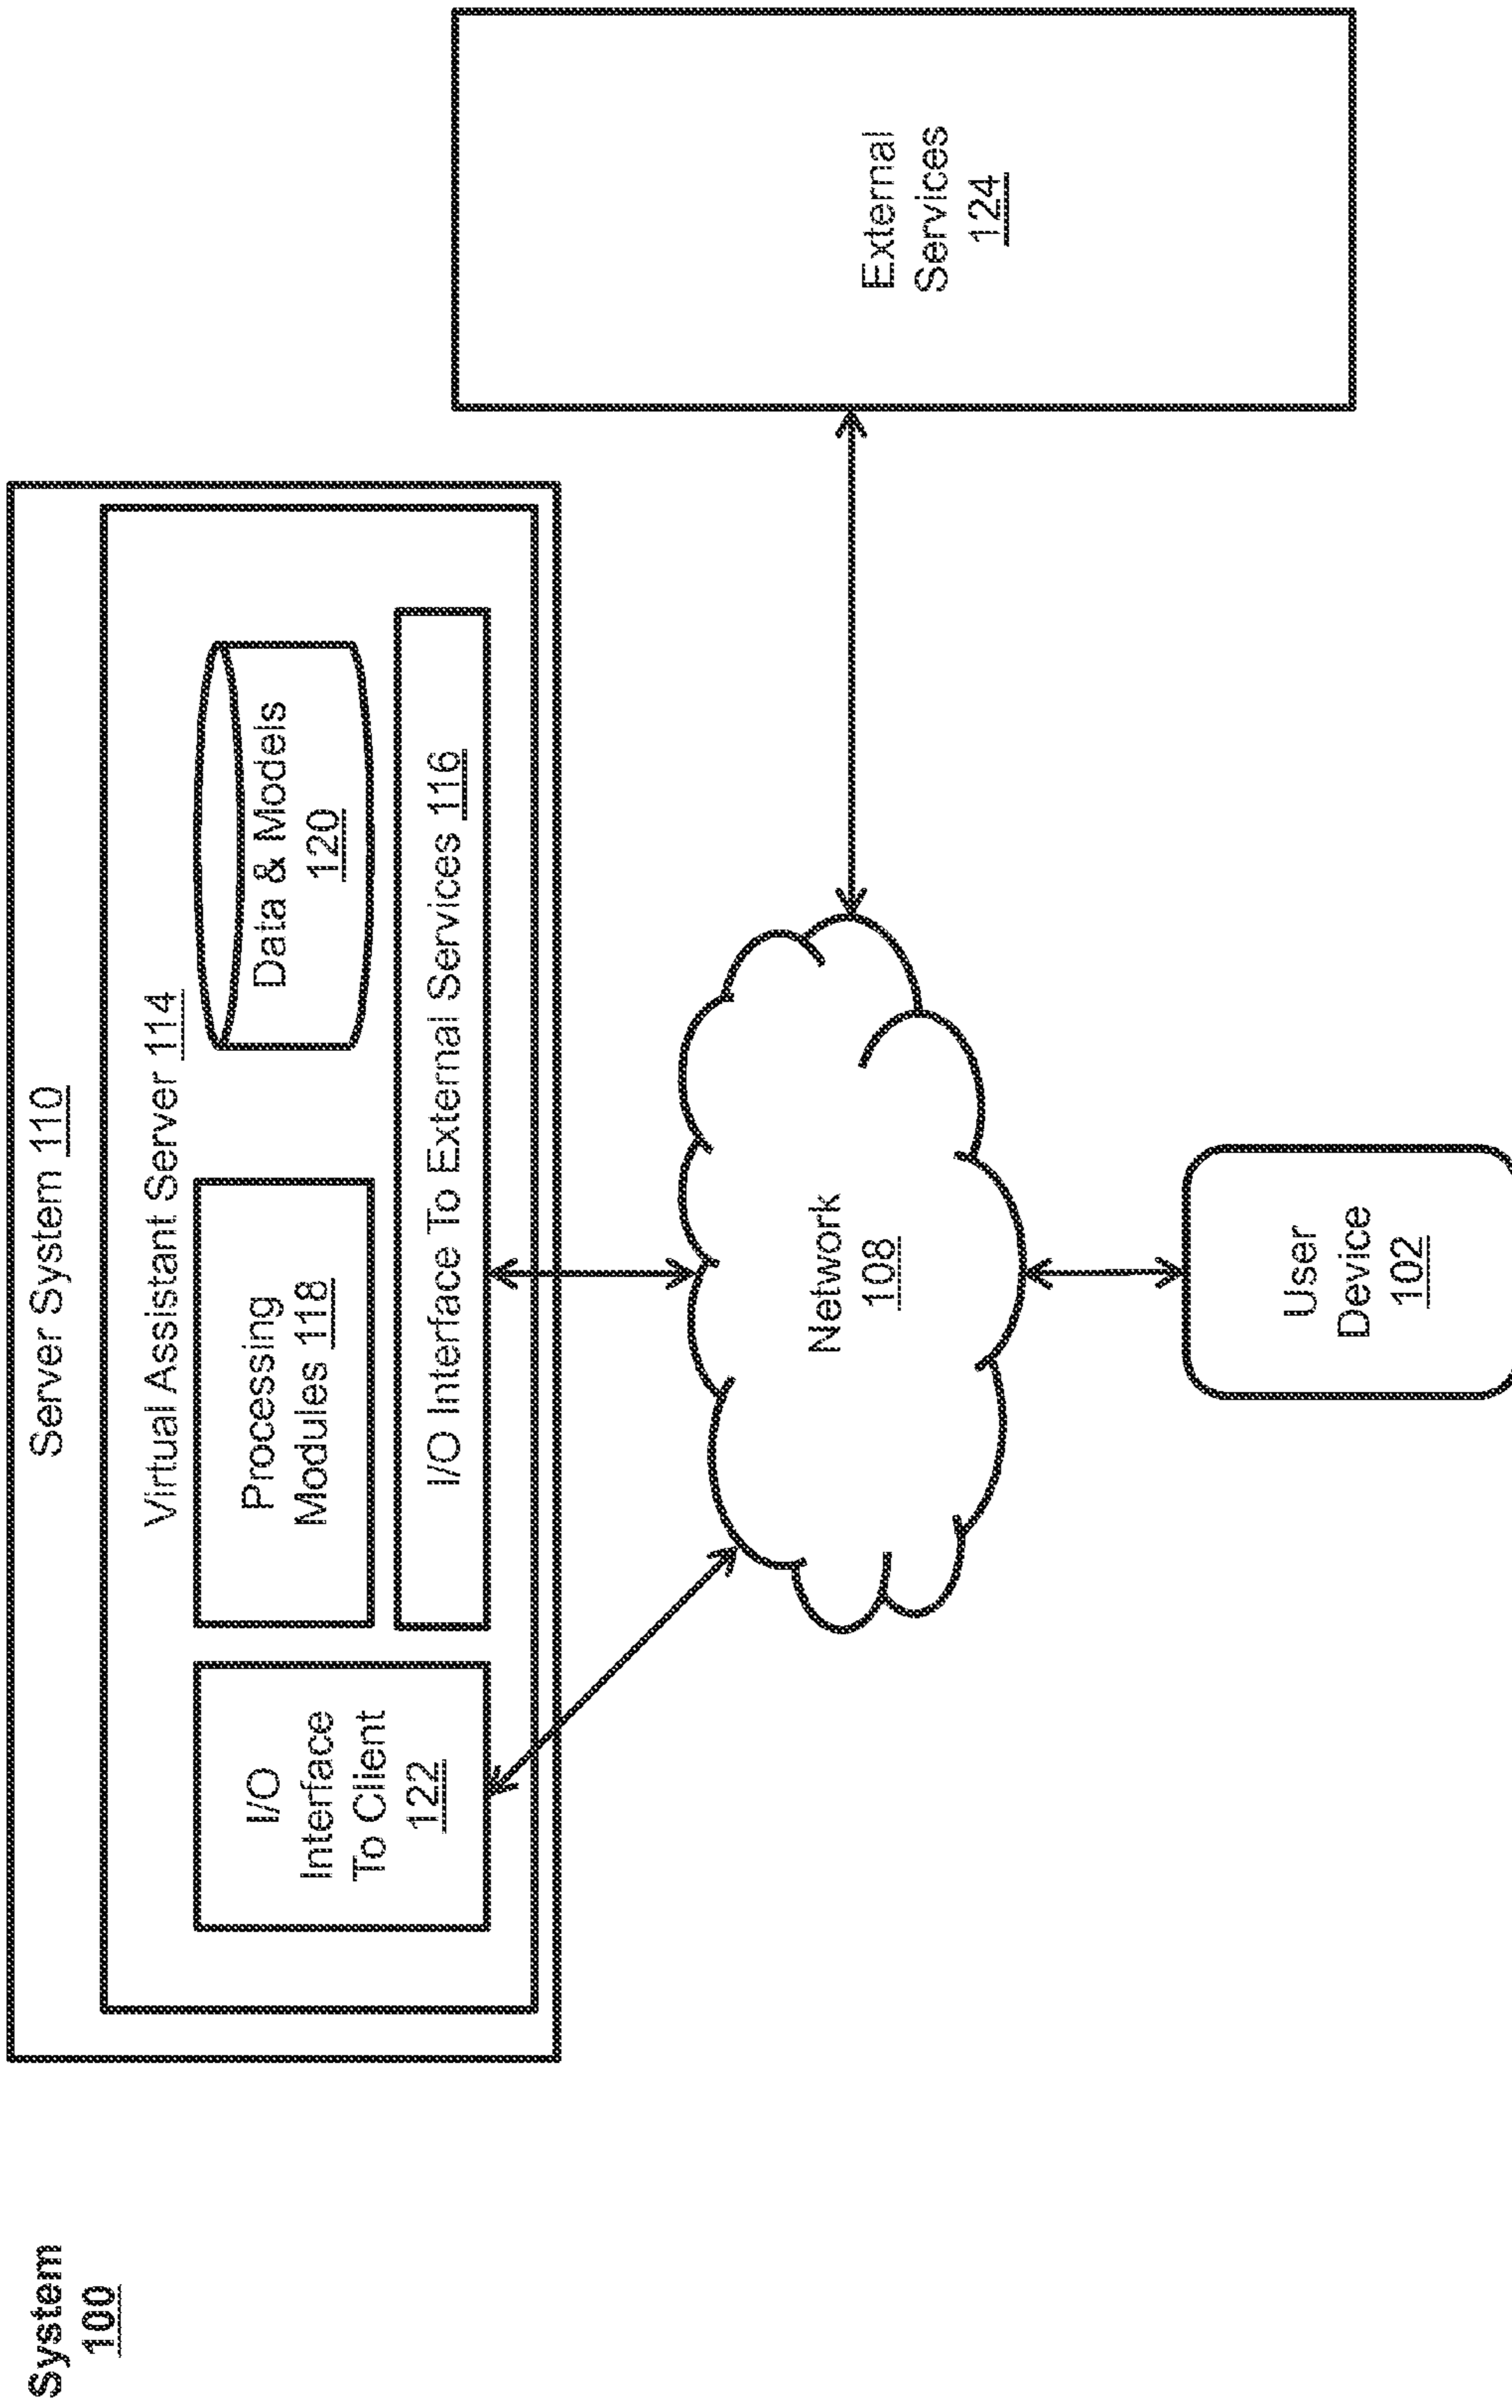 System
100
Server System 110
Virtual Assistant Server 114
I/O
Interface
To Client
122
Processing
Modules 118
Data & Models
120
I/O Interface To External Services 116
Network
108
External
Services
124
User
Device
102